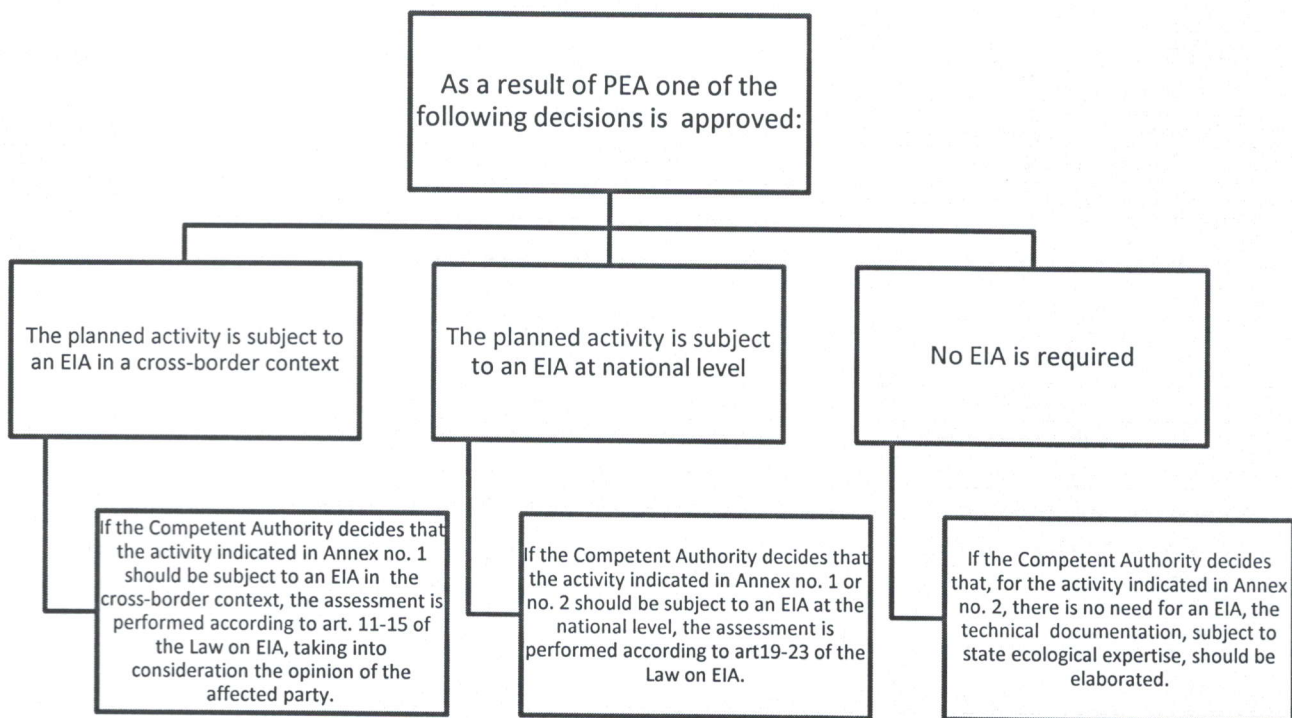 As a result of PEA one of the
following decisions is approved:
The planned activity is subject to
an EIA in a cross-border context
The planned activity is subject
to an EIA at national level
No EIA is required
If the Competent Authority decides that
the activity indicated in Annex no. 1
should be subject to an EIA in the
cross-border context, the assessment is
performed according to art. 11-15 of
the Law on EIA, taking into
consideration the opinion of the
affected party.
If the Competent Authority decides that
the activity indicated in Annex no. 1 or
no. 2 should be subject to an EIA at the
national level, the assessment is
performed according to art19-23 of the
Law on EIA.
If the Competent Authority decides
that, for the activity indicated in Annex
no. 2, there is no need for an EIA, the
technical documentation, subject to
state ecological expertise, should be
elaborated.